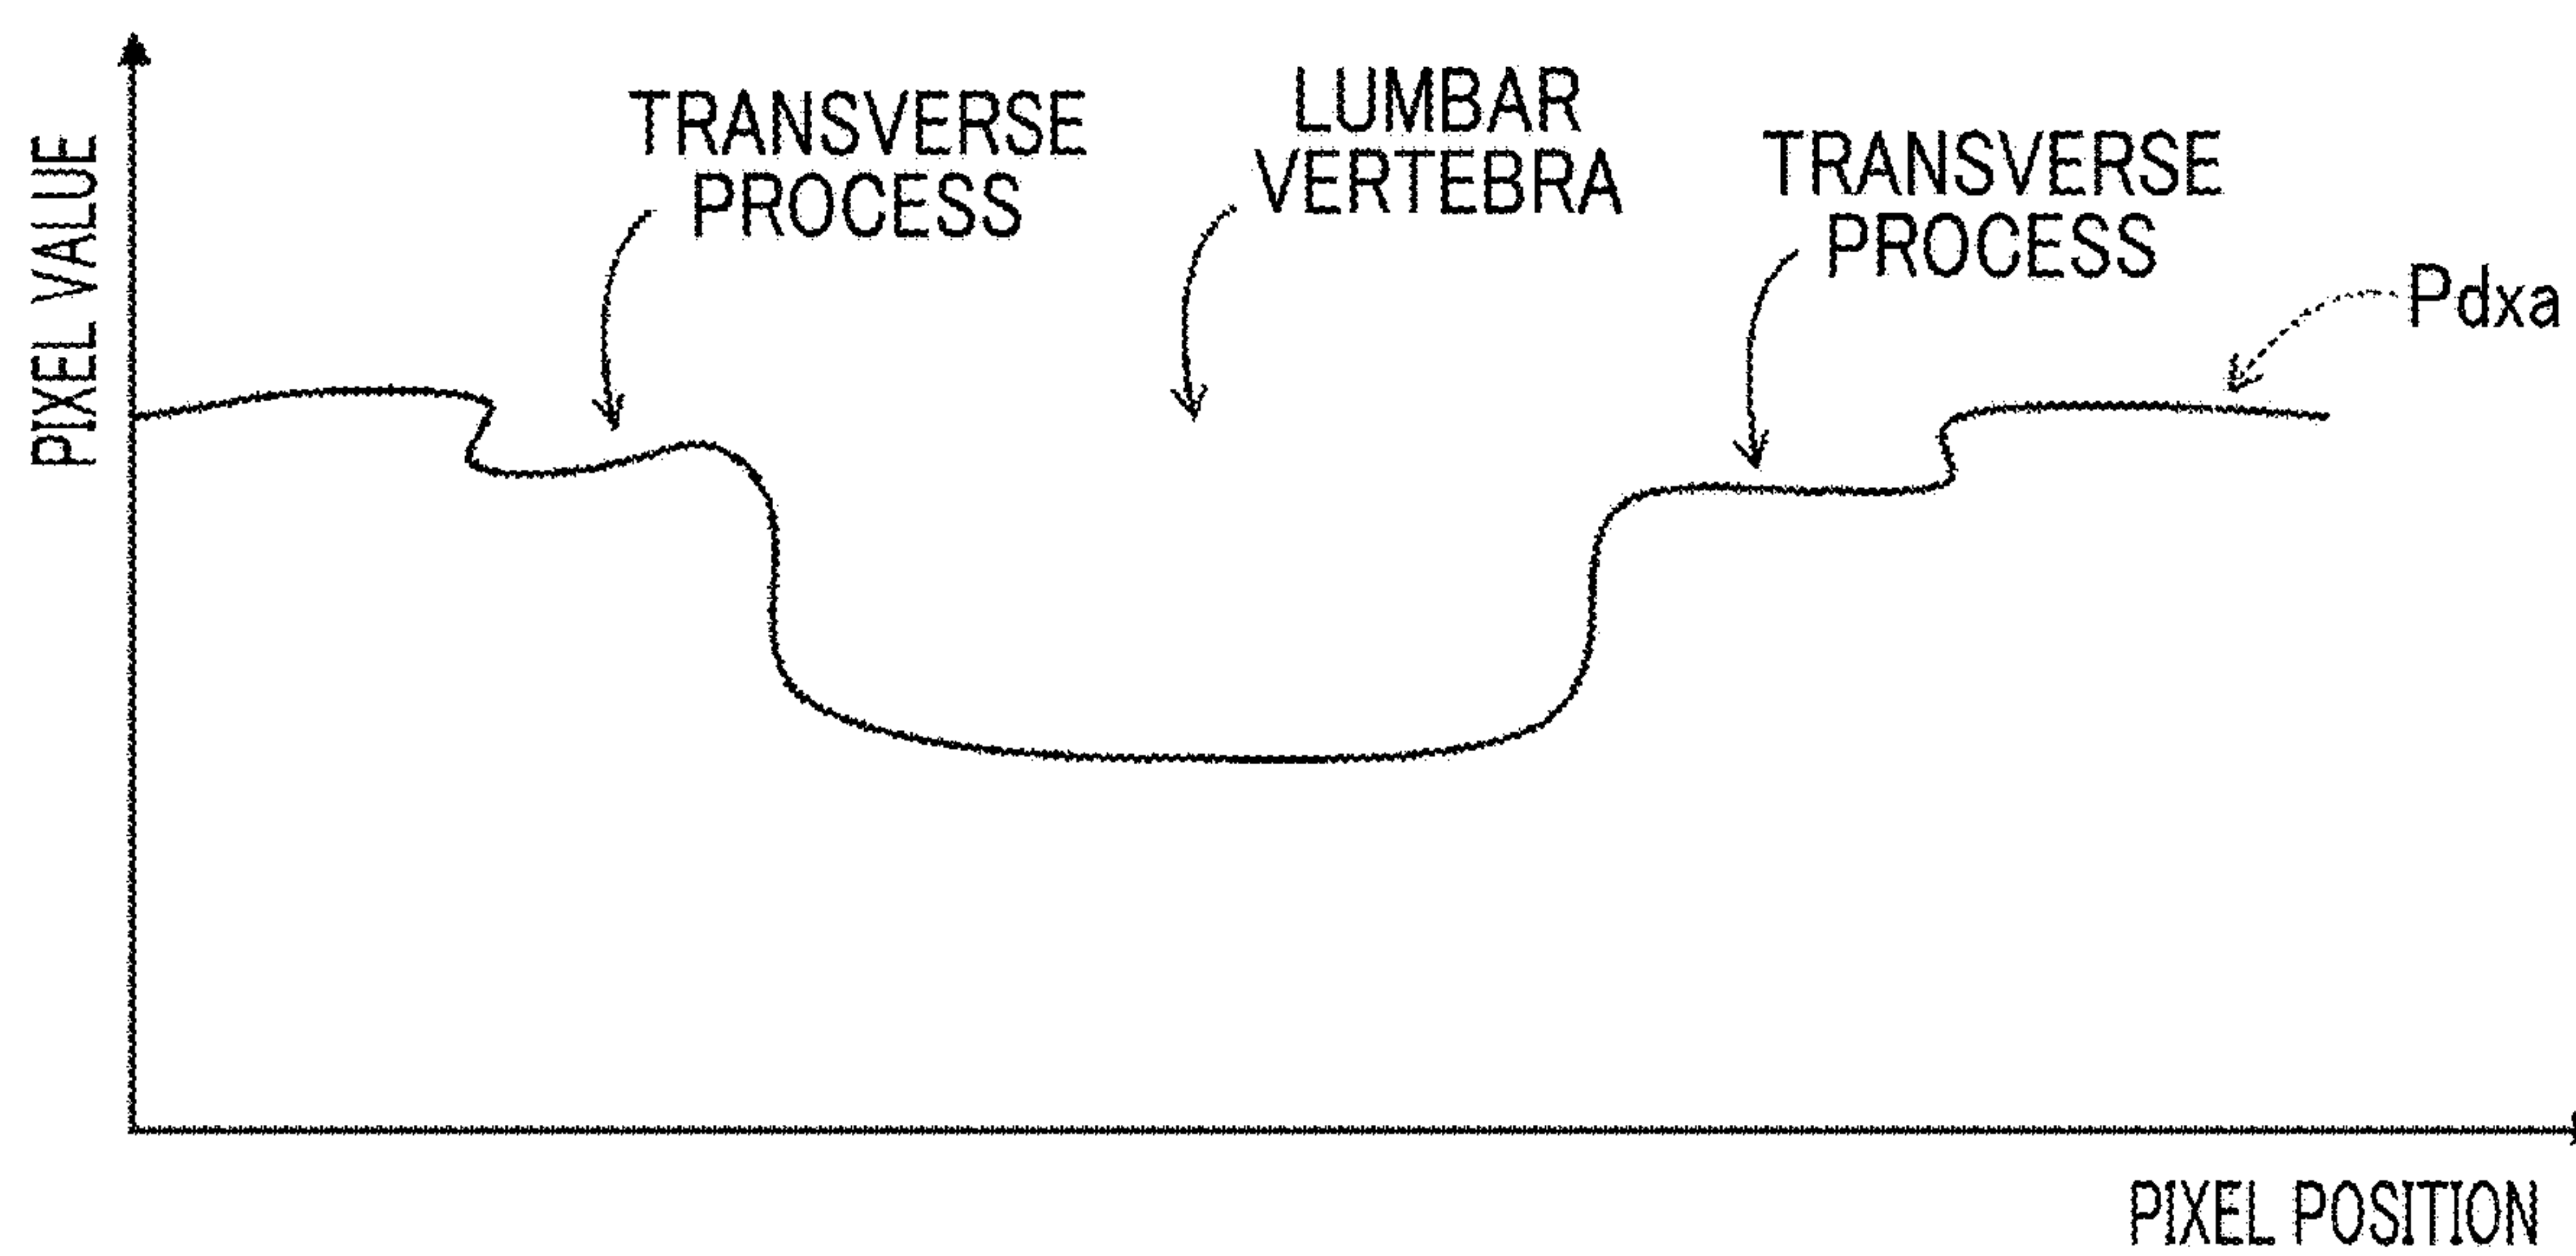 PIXEL VALUE
TRANSVERSE
PROCESS
LUMBAR
VERTEBRA
TRANSVERSE
PROCESS
Pdxa
PIXEL POSITION